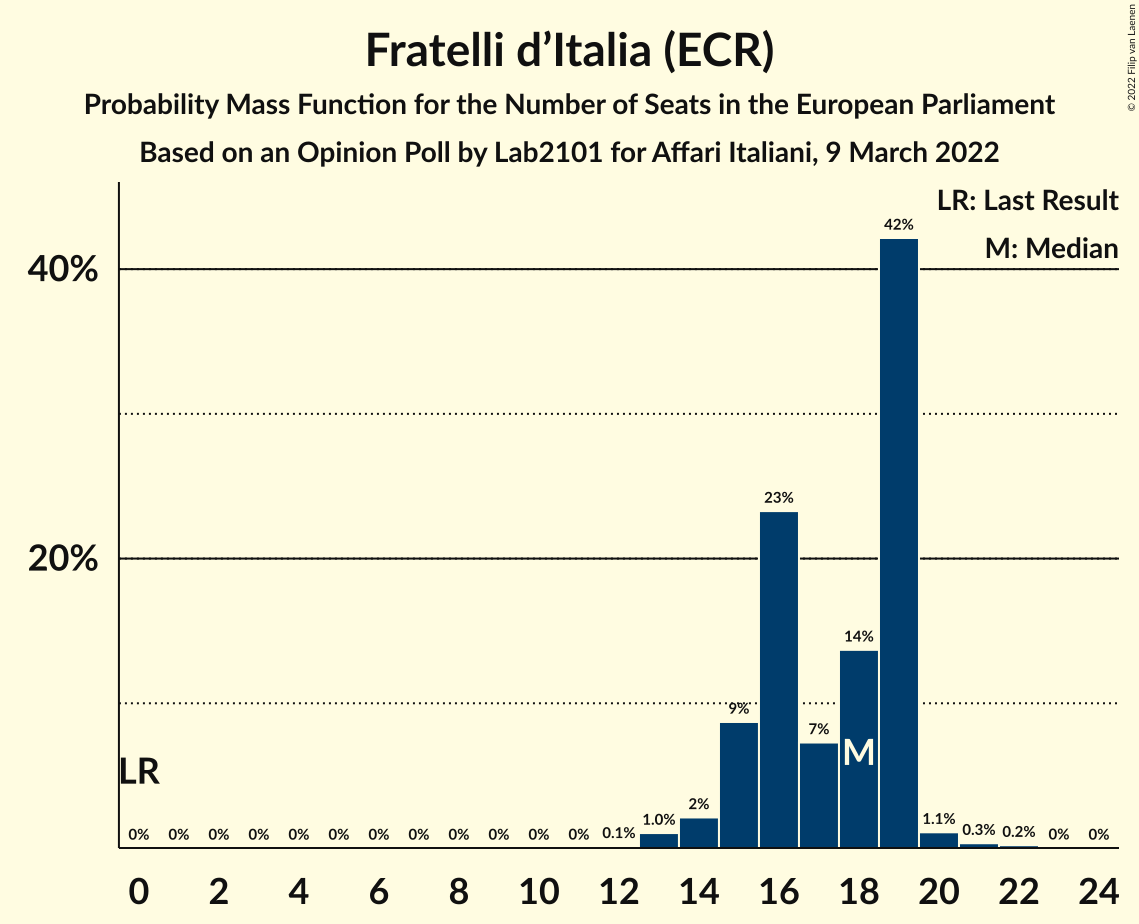 Fratelli d’Italia (ECR)
Probability Mass Function for the Number of Seats in the European Parliament
Based on an Opinion Poll by Lab2101 for Affari Italiani, 9 March 2022
© 2022 Filip van Laenen
LR: Last Result
M: Median
42%
40%
23%
20%
14%
9%
7%
M
LR
2%
0% 0% 0% 0% 0% 0% 0% 0% 0% 0% 0% 0% 0.1% 1.0% 1.1% 0.3% 0.2% 0% 0%
0 2 4 6 8 10 12 14 16 18 20 22 24